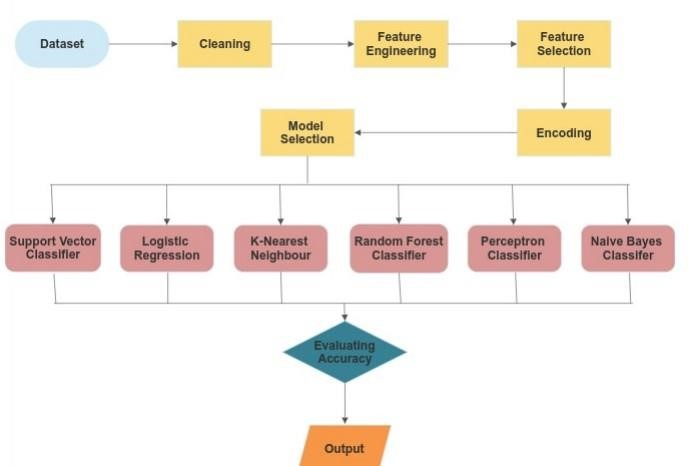 Dataset
Cleaning
Feature
Engineering
Feature
Selection
Model
Selection
Encoding
Support Vector
Classifier
Logistic
Regression
K-Nearest
Neighbour
Random Forest
Classifier
Perceptron
Classifier
Naive Bayes
Classifer
Evaluating
Accuracy
Output